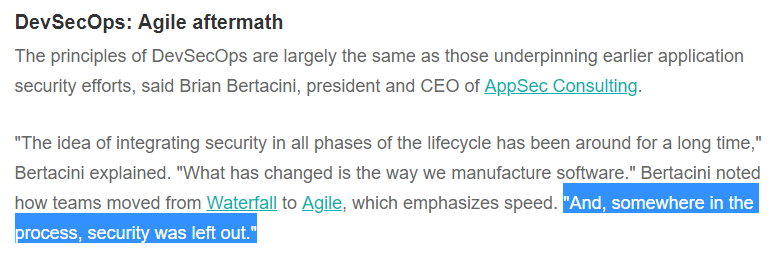 DevSecOps: Agile aftermath
The principles of DevSecOps are largely the same as those underpinning earlier application
security efforts, said Brian Bertacini, president and CEO of AppSec Consulting.
"The idea of integrating security in all phases of the lifecycle has been around for a long time,"
Bertacini explained. "What has changed is the way we manufacture software." Bertacini noted
how teams moved from Waterfall to Agile, which emphasizes speed. "And, somewhere in the
process, security was left out."